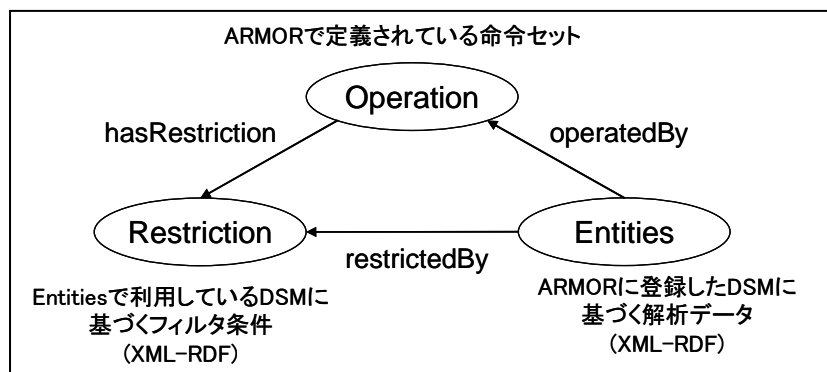 ARMORで定義されている命令セット
Operation
hasRestriction
operatedBy
Restriction
Entities
restrictedBy
Entitiesで利用しているDSMに
基づくフィルタ条件
(XML-RDF)
ARMORに登録したDSMに
基づく解析データ
(XML-RDF)